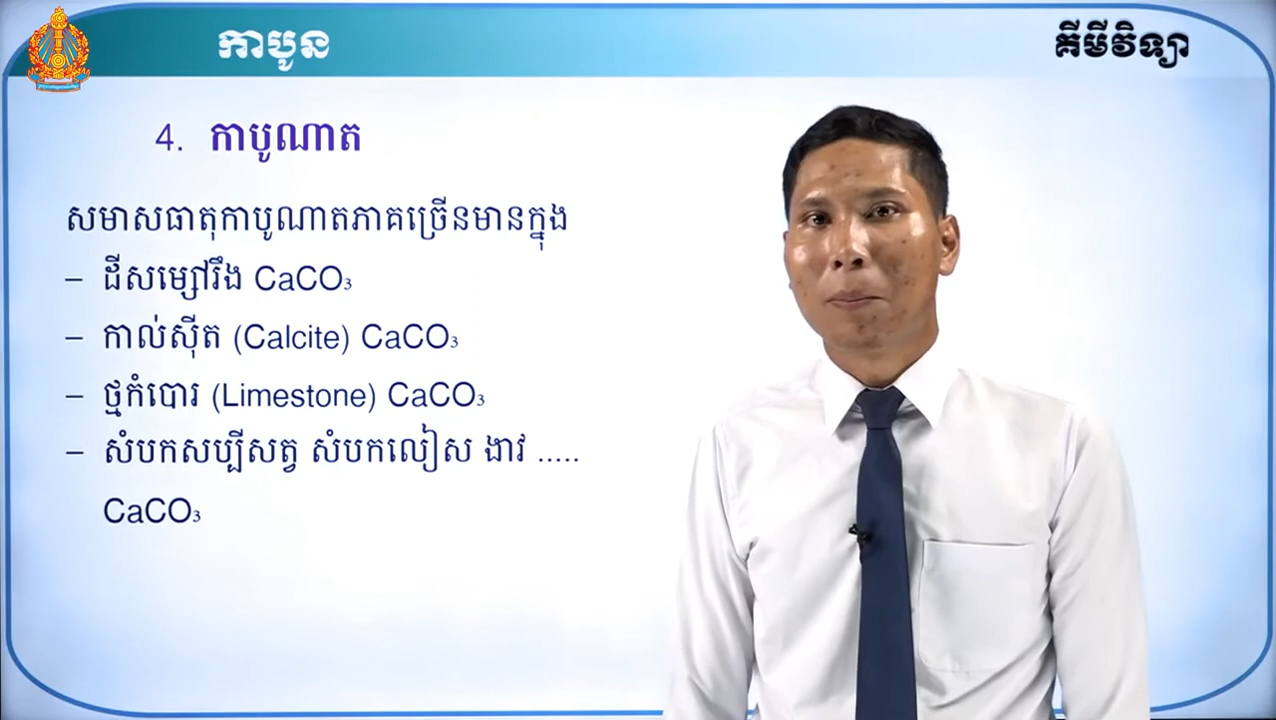 កាបូន
គីមីវិទ្យា
4. កាបូណាត
សមាសធាតុកាបូណាតភាគច្រើនមានក្នុង
– ដីសម្សៅរឹង CaCO₃
– កាល់ស៊ីត (Calcite) CaCO₃
– ថ្មកំបោរ (Limestone) CaCO₃
– សំបកសប្បីសត្វ សំបកលៀស ងាវ .....
CaCO₃